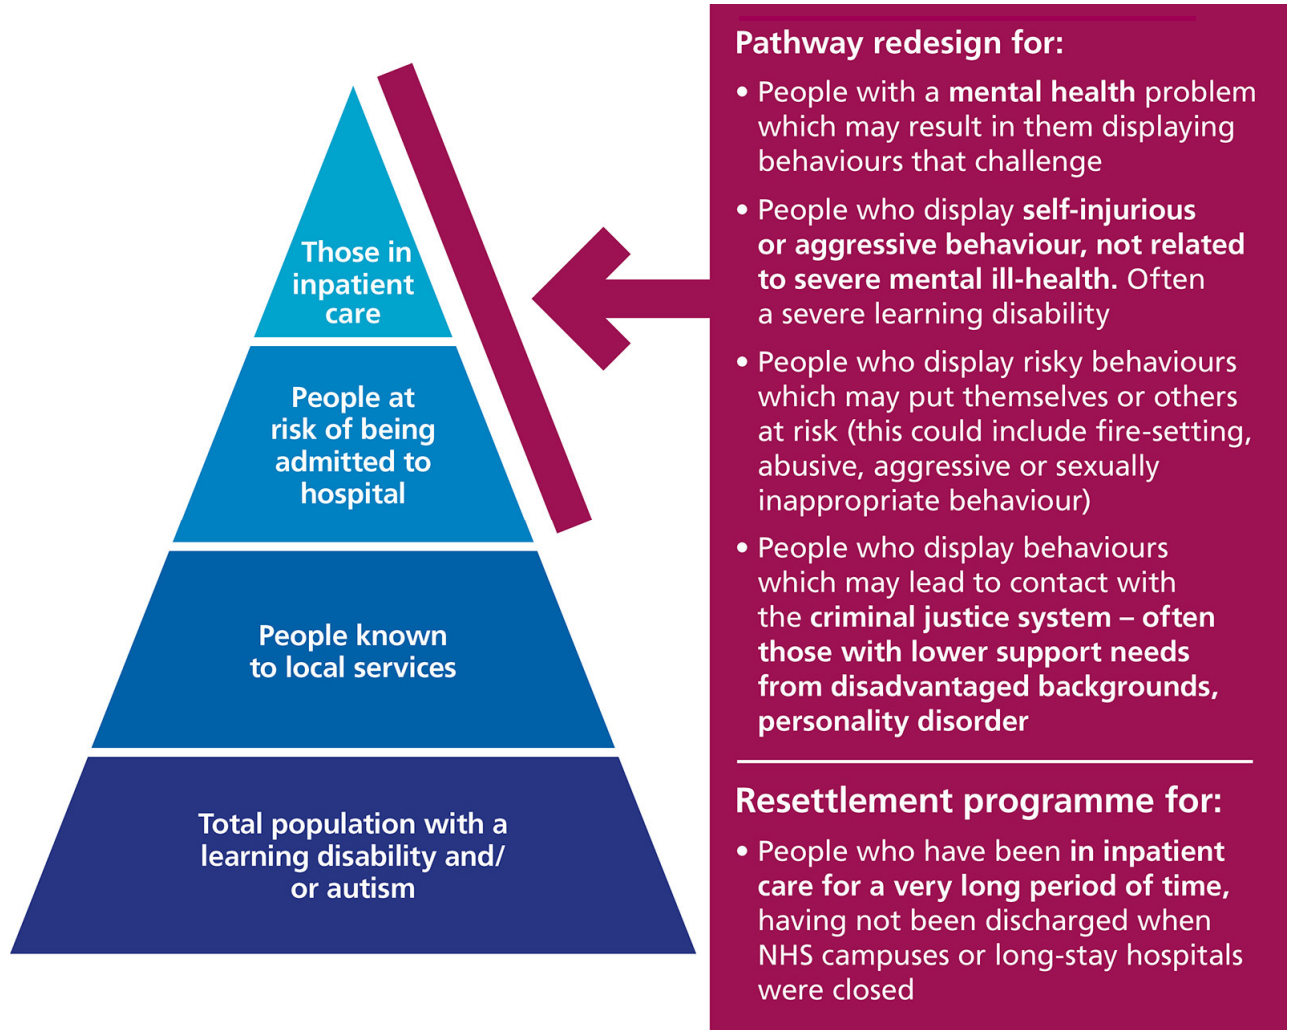 Those in
inpatient
care
People at
risk of being
admitted to
hospital
People known
to local services
Total population with a
learning disability and/
or autism
Pathway redesign for:
• People with a mental health problem
which may result in them displaying
behaviours that challenge
• People who display self-injurious
or aggressive behaviour, not related
to severe mental ill-health. Often
a severe learning disability
• People who display risky behaviours
which may put themselves or others
at risk (this could include fire-setting,
abusive, aggressive or sexually
inappropriate behaviour)
• People who display behaviours
which may lead to contact with
the criminal justice system – often
those with lower support needs
from disadvantaged backgrounds,
personality disorder
Resettlement programme for:
• People who have been in inpatient
care for a very long period of time,
having not been discharged when
NHS campuses or long-stay hospitals
were closed